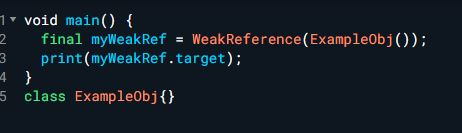 1 void main() {
2 final myWeakRef = WeakReference(ExampleObj());
3 print(myWeakRef.target);
4 }
5 class ExampleObj{}